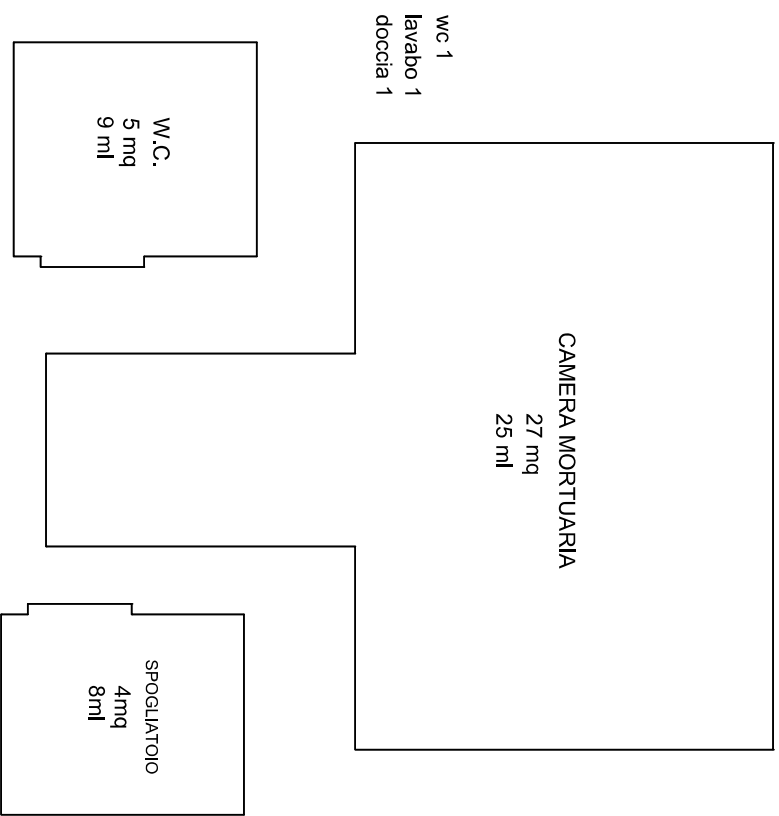 wc 1
lavabo 1
doccia 1
W.C.
5 mq
9 ml
CAMERA MORTUARIA
27 mq
25 ml
SPOGLIATOIO
4mq
8ml